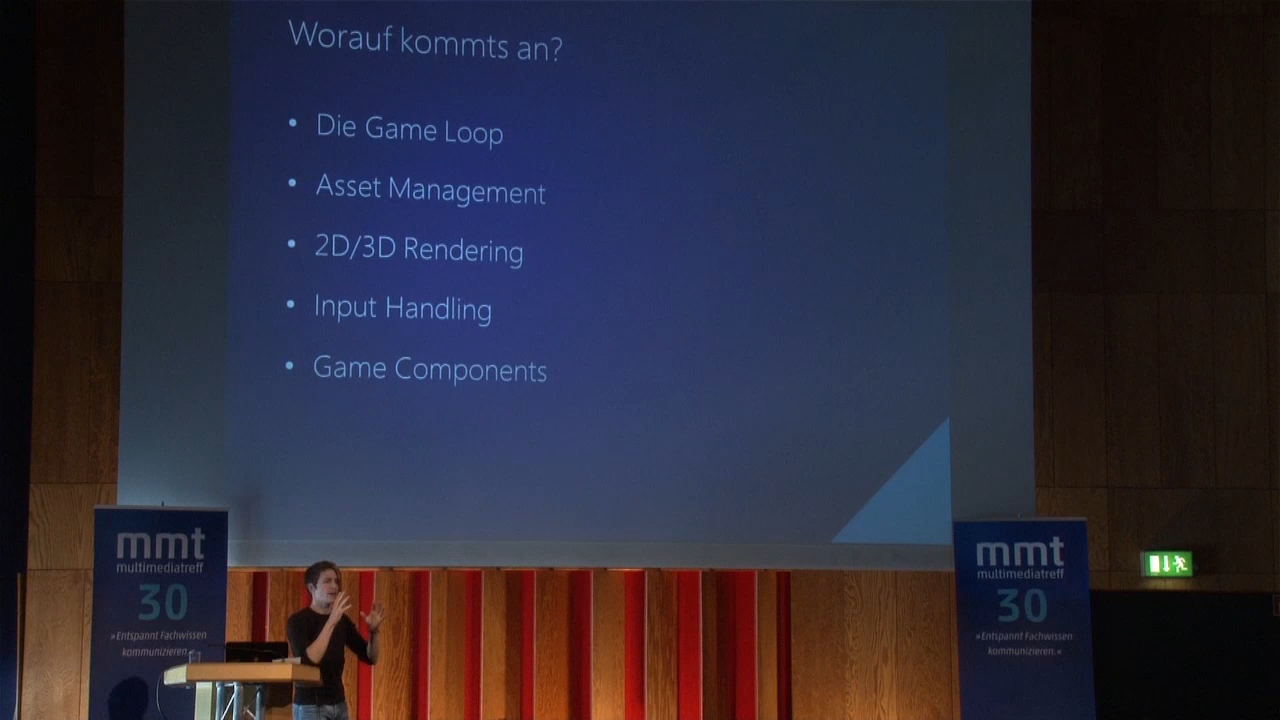 Worauf kommts an?
• Die Game Loop
• Asset Management
• 2D/3D Rendering
• Input Handling
• Game Components
mmt
multimediatreff
30
»Entspannt Fachwissen
kommunizieren.«
mmt
multimediatreff
30
»Entspannt Fachwissen
kommunizieren.«